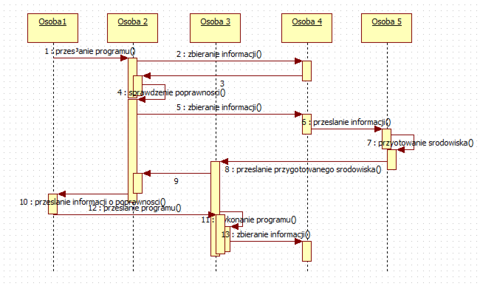 Osoba1
Osoba 2
Osoba 3
Osoba 4
Osoba 5
1 : przes³anie programu()
2 : zbieranie informacji()
3
4 : sprawdzenie poprawnosci()
5 : zbieranie informacji()
6 : przeslanie informacji()
7 : przyotowanie srodowiska()
8 : przeslanie przygotowanego srodowiska()
9
10 : przeslanie informacji o poprawnosci()
12 : przeslanie programu()
11 : ykonanie programu()
13 : zbieranie informacji()